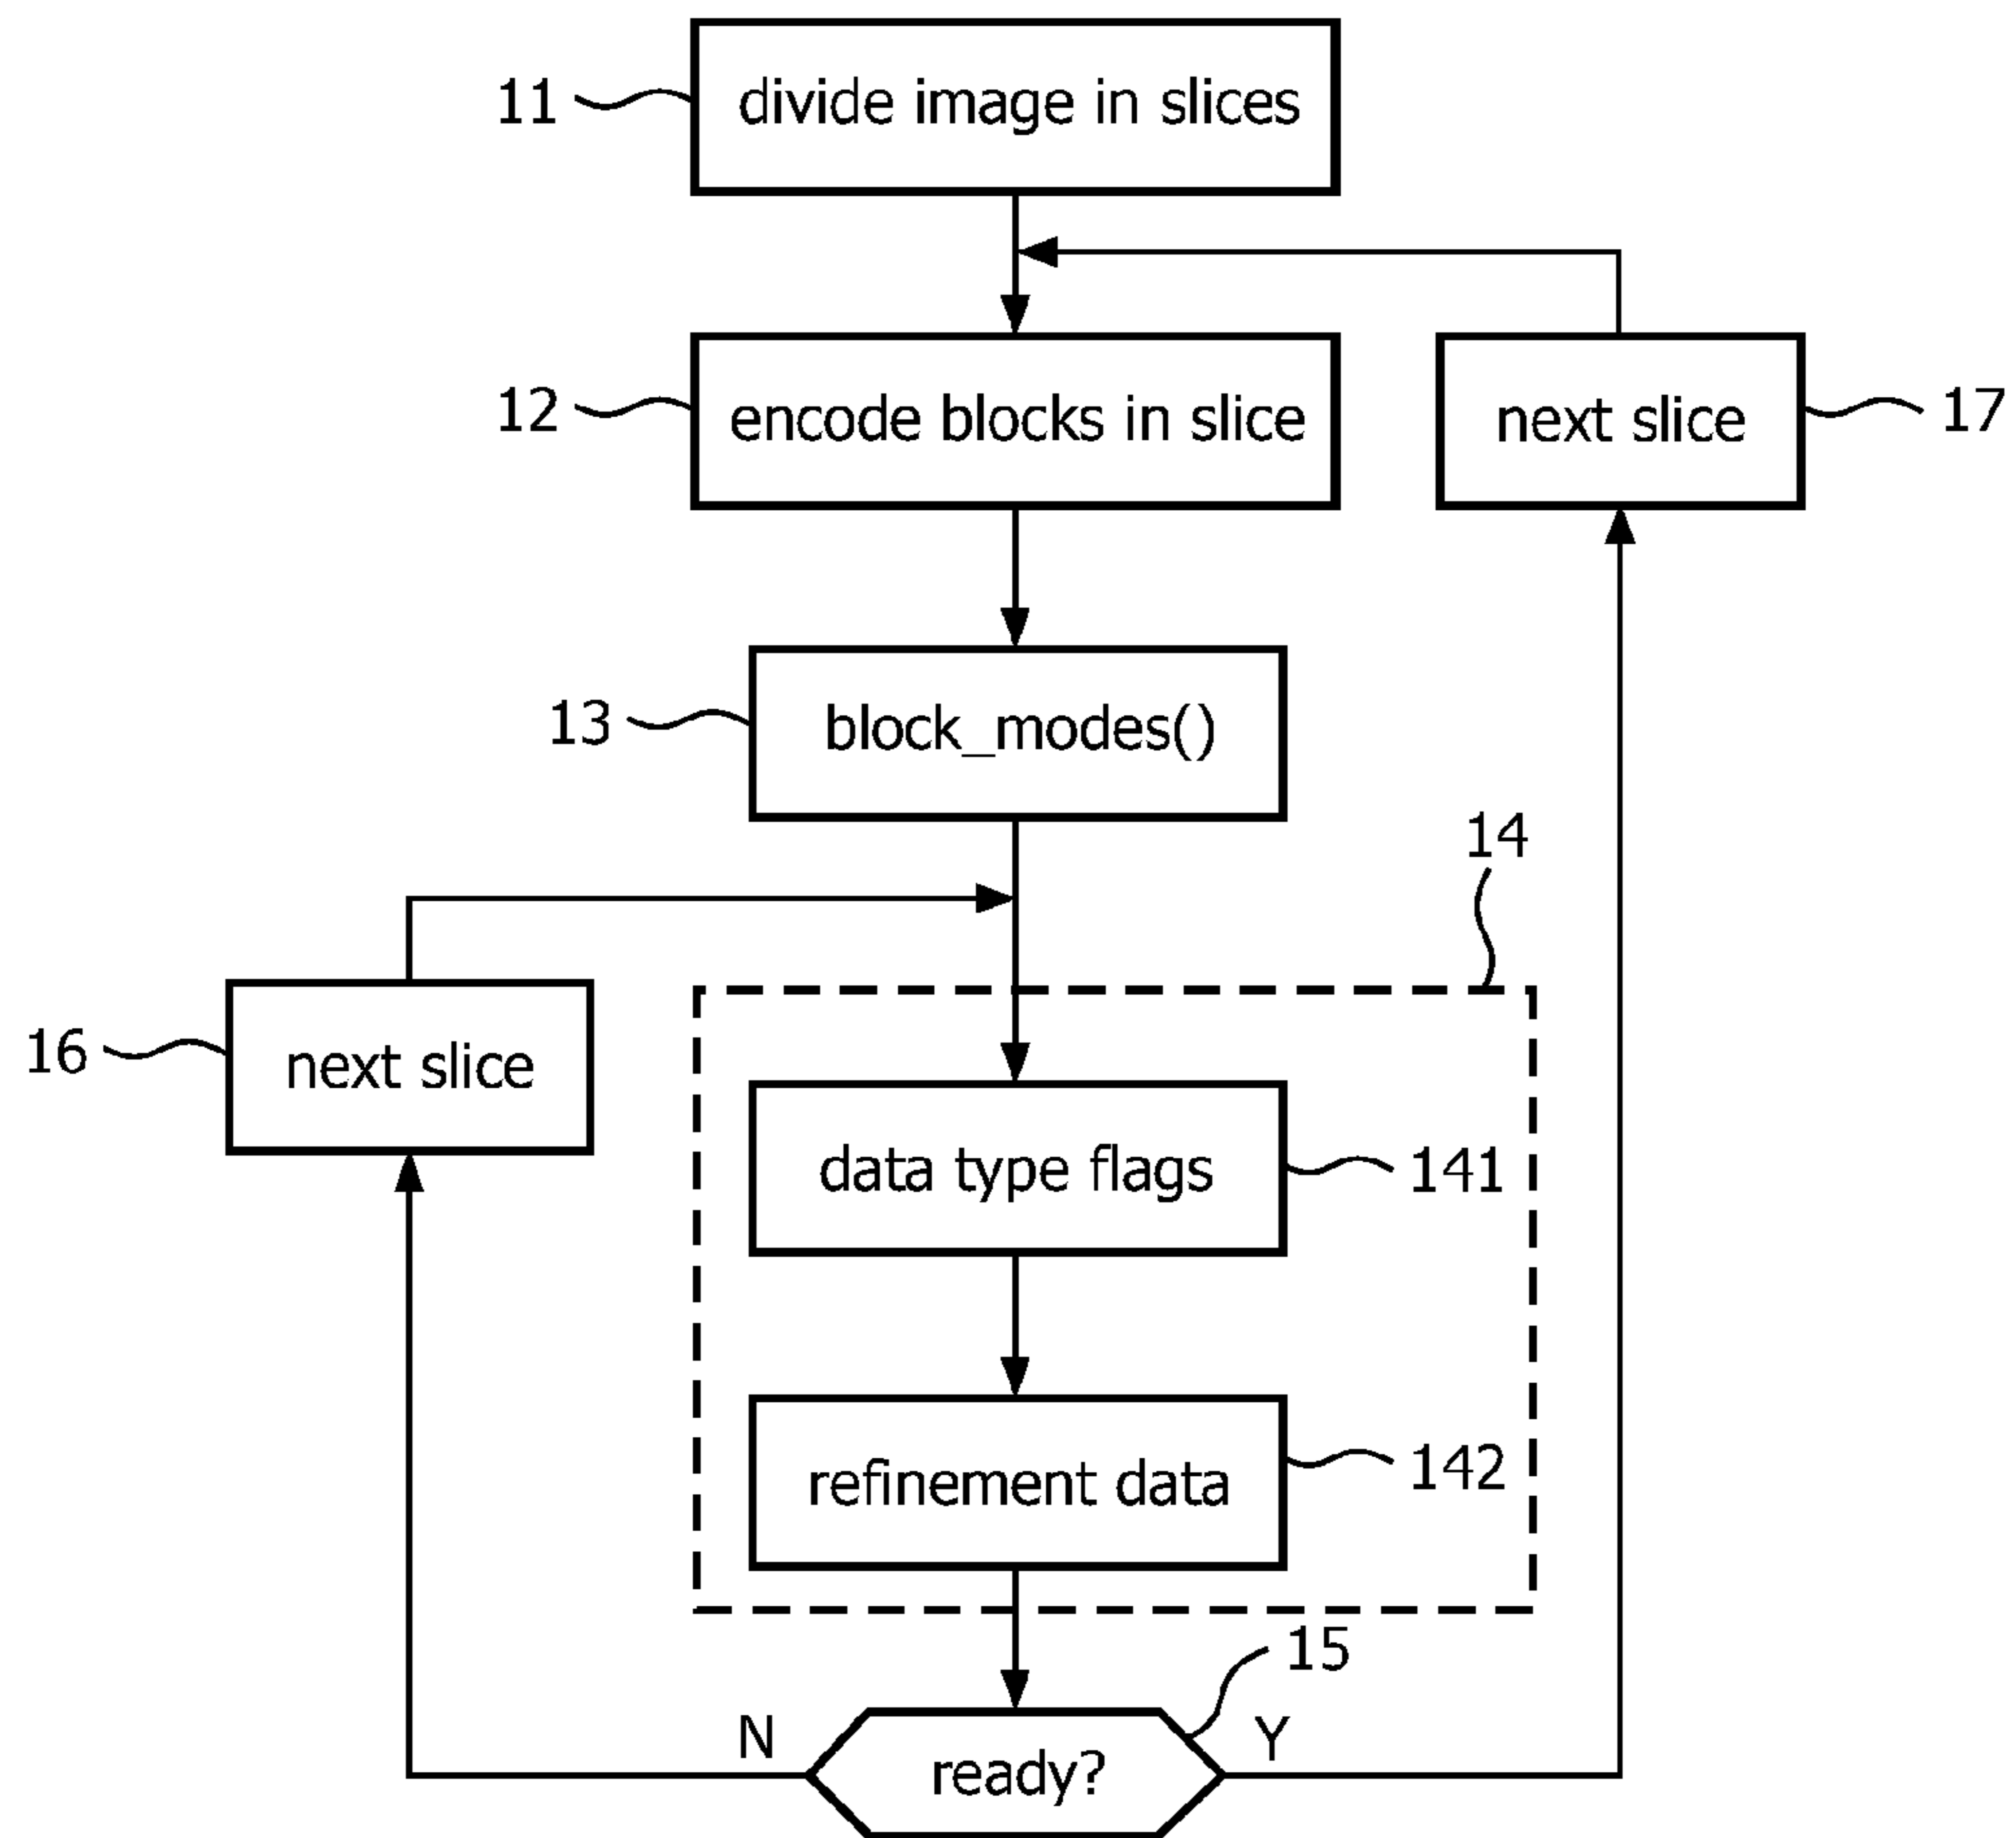 11
divide image in slices
12
encode blocks in slice
next slice
17
13
block_modes()
14
16
next slice
data type flags
141
refinement data
142
15
N
ready?
Y